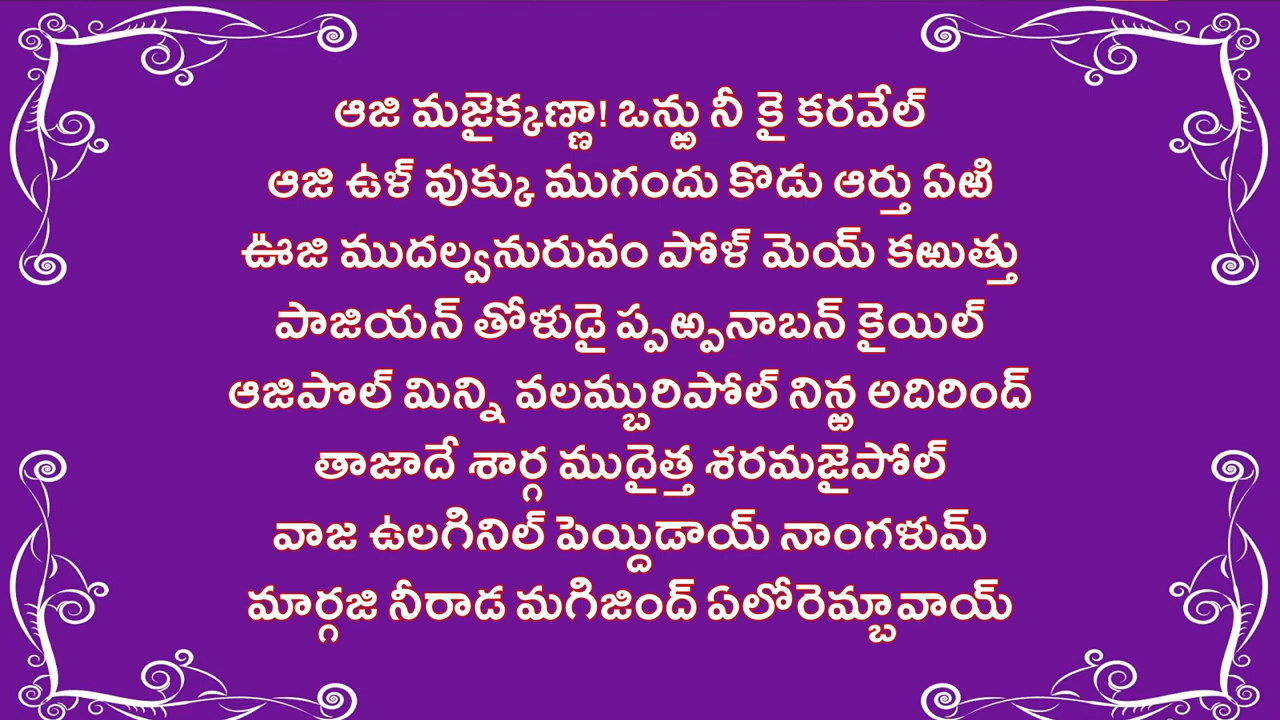 ఆజి మజైక్కణ్ణా! ఒన్ఱు నీ కై కరవేల్
ఆజి ఉళ్ వుక్కు ముగందు కొడు ఆర్తు ఏఱి
ఊజి ముదల్వనురువం పోళ్ మెయ్ కఱుత్తు
పాజియన్ తోళుడై ప్పఱ్పనాబన్ కైయిల్
ఆజిపొల్ మిన్ని వలమ్బురిపోల్ నిన్ఱ అదిరింద్
తాజాదే శార్గ ముదైత్త శరమజైపోల్
వాజ ఉలగినిల్ పెయ్దిడాయ్ నాంగళుమ్
మార్గజి నీరాడ మగిజింద్ ఏలోరెమ్బావాయ్